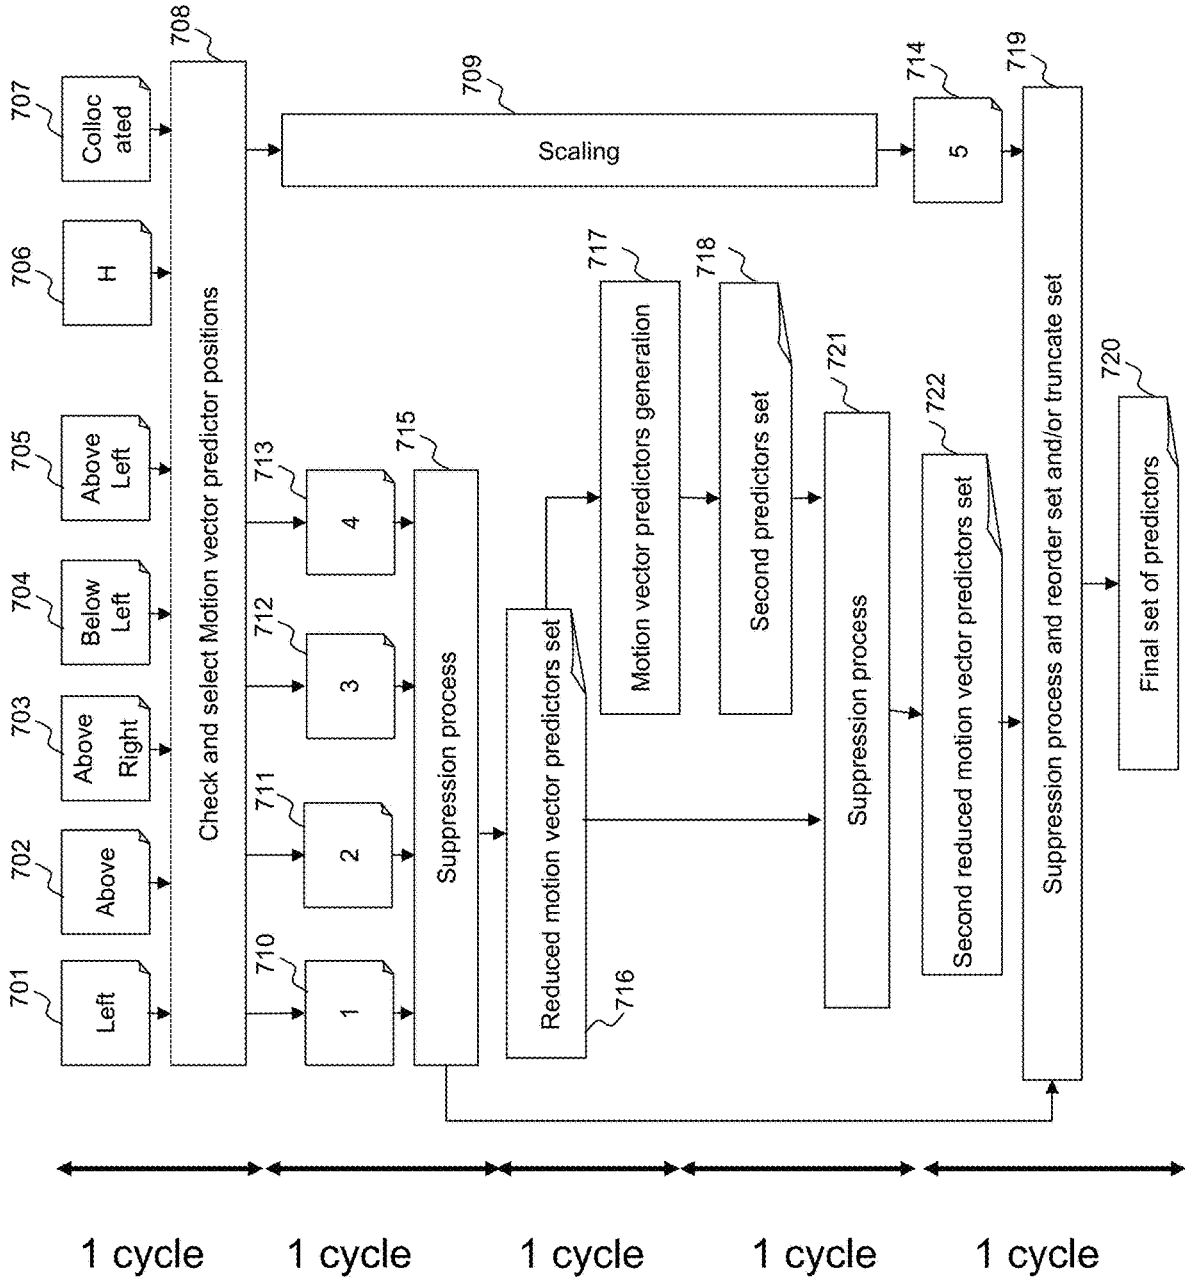 701
Left
702
Above
703
Above
Right
704
Below
Left
705
Above
Left
706
H
707
Colloc
ated
708
Check and select Motion vector predictor positions
709
Scaling
710
1
711
2
712
3
713
4
714
5
715
Suppression process
Reduced motion vector predictors set
716
717
Motion vector predictors generation
718
Second predictors set
721
Suppression process
722
Second reduced motion vector predictors set
719
Suppression process and reorder set and/or truncate set
720
Final set of predictors
1 cycle
1 cycle
1 cycle
1 cycle
1 cycle